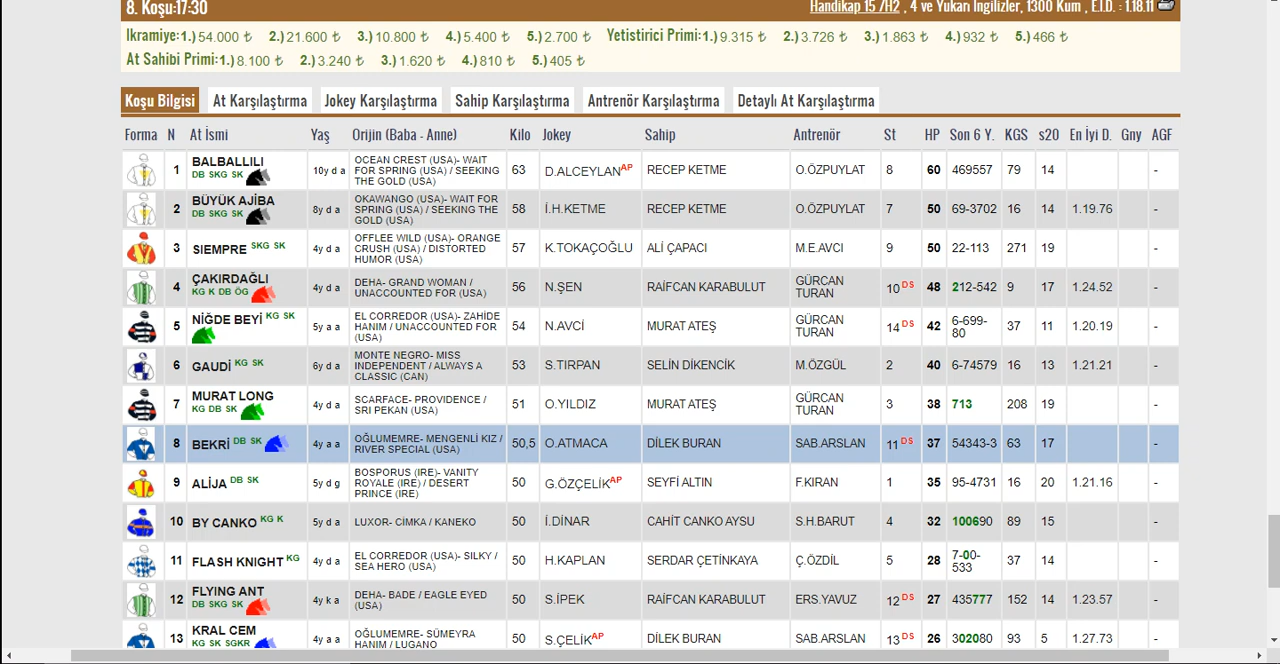 8. Koşu:17:30 Handikap 15 /H2 , 4 ve Yukarı İngilizler, 1300 Kum , E.İ.D. : 1.18.11
İkramiye:1.) 54.000 ₺ 2.) 21.600 ₺ 3.) 10.800 ₺ 4.) 5.400 ₺ 5.) 2.700 ₺ Yetistirici Primi:1.) 9.315 ₺ 2.) 3.726 ₺ 3.) 1.863 ₺ 4.) 932 ₺ 5.) 466 ₺
At Sahibi Primi:1.) 8.100 ₺ 2.) 3.240 ₺ 3.) 1.620 ₺ 4.) 810 ₺ 5.) 405 ₺
Koşu Bilgisi At Karşılaştırma Jokey Karşılaştırma Sahip Karşılaştırma Antrenör Karşılaştırma Detaylı At Karşılaştırma
Forma N At İsmi Yaş Orijin (Baba - Anne) Kilo Jokey Sahip Antrenör St HP Son 6 Y. KGS s20 En İyi D. Gny AGF
1 BALBALLILI DB SKG SK 10y d a OCEAN CREST (USA)- WAIT FOR SPRING (USA) / SEEKING THE GOLD (USA) 63 D.ALCEYLAN AP RECEP KETME O.ÖZPUYLAT 8 60 469557 79 14 -
2 BÜYÜK AJİBA DB SKG SK 8y d a OKAWANGO (USA)- WAIT FOR SPRING (USA) / SEEKING THE GOLD (USA) 58 İ.H.KETME RECEP KETME O.ÖZPUYLAT 7 50 69-3702 16 14 1.19.76 -
3 SIEMPRE SKG SK 4y d a OFFLEE WILD (USA)- ORANGE CRUSH (USA) / DISTORTED HUMOR (USA) 57 K.TOKAÇOĞLU ALİ ÇAPACI M.E.AVCI 9 50 22-113 271 19 -
4 ÇAKIRDAĞLI KG K DB ÖG 4y d a DEHA- GRAND WOMAN / UNACCOUNTED FOR (USA) 56 N.ŞEN RAİFCAN KARABULUT GÜRCAN TURAN 10 DS 48 212-542 9 17 1.24.52 -
5 NİĞDE BEYİ KG SK 5y a a EL CORREDOR (USA)- ZAHİDE HANIM / UNACCOUNTED FOR (USA) 54 N.AVCİ MURAT ATEŞ GÜRCAN TURAN 14 DS 42 6-699-80 37 11 1.20.19 -
6 GAUDİ KG SK 6y d a MONTE NEGRO- MISS INDEPENDENT / ALWAYS A CLASSIC (CAN) 53 S.TIRPAN SELİN DİKENCİK M.ÖZGÜL 2 40 6-74579 16 13 1.21.21 -
7 MURAT LONG KG DB SK 4y d a SCARFACE- PROVIDENCE / SRI PEKAN (USA) 51 O.YILDIZ MURAT ATEŞ GÜRCAN TURAN 3 38 713 208 19 -
8 BEKRİ DB SK 4y a a OĞLUMEMRE- MENGENLİ KIZ / RIVER SPECIAL (USA) 50,5 O.ATMACA DİLEK BURAN SAB.ARSLAN 11 DS 37 54343-3 63 17 -
9 ALİJA DB SK 5y d g BOSPORUS (IRE)- VANITY ROYALE (IRE) / DESERT PRINCE (IRE) 50 G.ÖZÇELİK AP SEYFİ ALTIN F.KIRAN 1 35 95-4731 16 20 1.21.16 -
10 BY CANKO KG K 5y d a LUXOR- CİMKA / KANEKO 50 İ.DİNAR CAHİT CANKO AYSU S.H.BARUT 4 32 100690 89 15 -
11 FLASH KNIGHT KG 4y d a EL CORREDOR (USA)- SILKY / SEA HERO (USA) 50 H.KAPLAN SERDAR ÇETİNKAYA Ç.ÖZDİL 5 28 7-00-533 37 14 -
12 FLYING ANT DB SKG SK 4y k a DEHA- BADE / EAGLE EYED (USA) 50 S.İPEK RAİFCAN KARABULUT ERS.YAVUZ 12 DS 27 435777 152 14 1.23.57 -
13 KRAL CEM KG SK SGKR 4y a a OĞLUMEMRE- SÜMEYRA HANIM / LUGANO 50 S.ÇELİK AP DİLEK BURAN SAB.ARSLAN 13 DS 26 302080 93 5 1.27.73 -